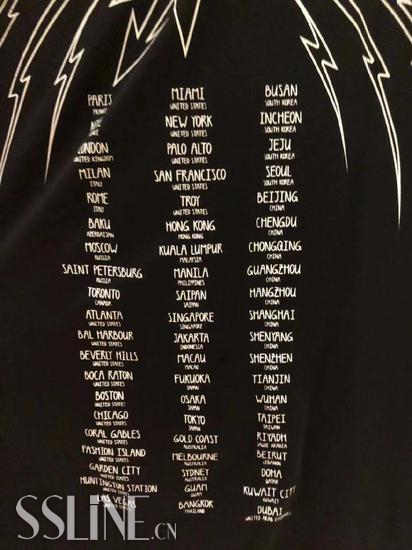 PARIS
FRANCE
FRANCE
LONDON
UNITED KINGDOM
MILAN
ITALY
ROME
ITALY
BAKU
AZERBAIJAN
MOSCOW
RUSSIA
SAINT PETERSBURG
RUSSIA
TORONTO
CANADA
ATLANTA
UNITED STATES
BAL HARBOUR
UNITED STATES
BEVERLY HILLS
UNITED STATES
BOCA RATON
UNITED STATES
BOSTON
UNITED STATES
CHICAGO
UNITED STATES
CORAL GABLES
UNITED STATES
FASHION ISLAND
UNITED STATES
GARDEN CITY
UNITED STATES
HUNTINGTON STATION
UNITED STATES
LAS VEGAS
UNITED STATES
MIAMI
UNITED STATES
NEW YORK
UNITED STATES
PALO ALTO
UNITED STATES
SAN FRANCISCO
UNITED STATES
TROY
UNITED STATES
HONG KONG
HONG KONG
KUALA LUMPUR
MALAYSIA
MANILA
PHILIPPINES
SAIPAN
SAIPAN
SINGAPORE
SINGAPORE
JAKARTA
INDONESIA
MACAU
MACAU
FUKUOKA
JAPAN
OSAKA
JAPAN
TOKYO
JAPAN
GOLD COAST
AUSTRALIA
MELBOURNE
AUSTRALIA
SYDNEY
AUSTRALIA
GUAM
GUAM
BANGKOK
THAILAND
BUSAN
SOUTH KOREA
INCHEON
SOUTH KOREA
JEJU
SOUTH KOREA
SEOUL
SOUTH KOREA
BEIJING
CHINA
CHENGDU
CHINA
CHONGQING
CHINA
GUANGZHOU
CHINA
HANGZHOU
CHINA
SHANGHAI
CHINA
SHENYANG
CHINA
SHENZHEN
CHINA
TIANJIN
CHINA
WUHAN
CHINA
TAIPEI
TAIWAN
RIYADH
SAUDI ARABIA
BEIRUT
LEBANON
DOHA
QATAR
KUWAIT CITY
KUWAIT
DUBAI
UNITED ARAB EMIRATES
SSLINE.CN